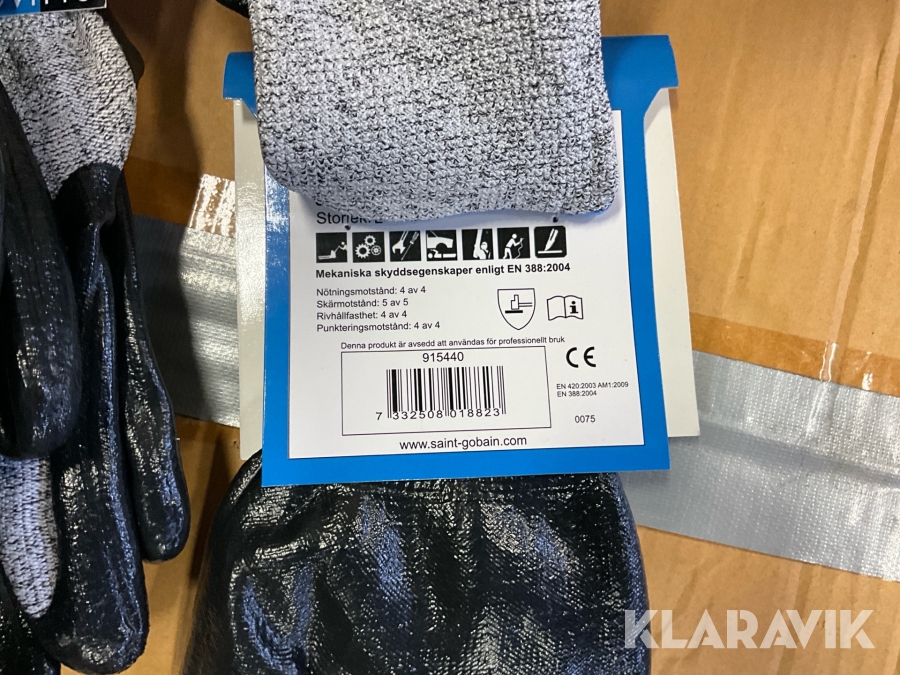 Storlek:
Mekaniska skyddsegenskaper enligt EN 388:2004
Nötningsmotstånd: 4 av 4
Skärmotstånd: 5 av 5
Rivhållfasthet: 4 av 4
Punkteringsmotstånd: 4 av 4
Denna produkt är avsedd att användas för professionellt bruk
915440
7 332508 018823
CE
EN 420:2003 AM1:2009
EN 388:2004
0075
www.saint-gobain.com
KLARAVIK